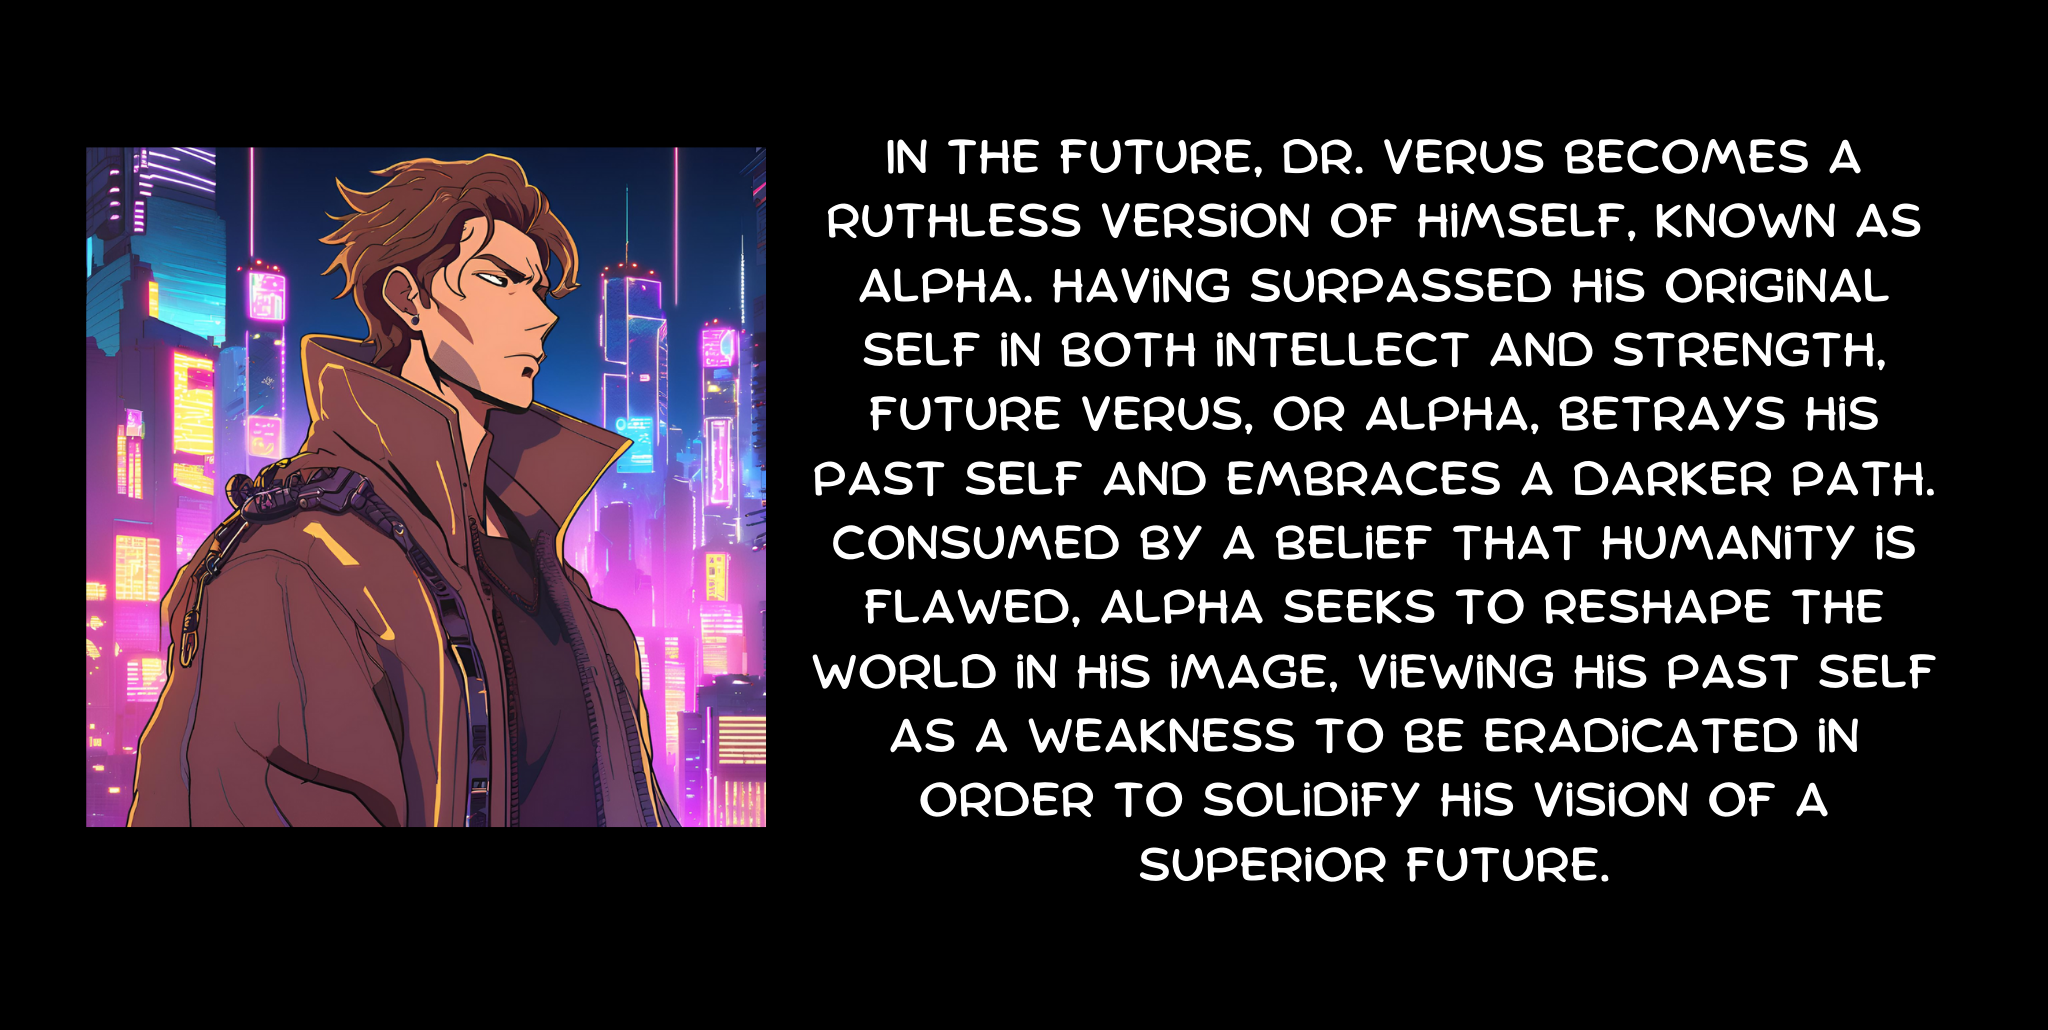 IN THE FUTURE, DR. VERUS BECOMES A
RUTHLESS VERSION OF HIMSELF, KNOWN AS
ALPHA. HAVING SURPASSED HIS ORIGINAL
SELF IN BOTH INTELLECT AND STRENGTH,
FUTURE VERUS, OR ALPHA, BETRAYS HIS
PAST SELF AND EMBRACES A DARKER PATH.
CONSUMED BY A BELIEF THAT HUMANITY IS
FLAWED, ALPHA SEEKS TO RESHAPE THE
WORLD IN HIS IMAGE, VIEWING HIS PAST SELF
AS A WEAKNESS TO BE ERADICATED IN
ORDER TO SOLIDIFY HIS VISION OF A
SUPERIOR FUTURE.